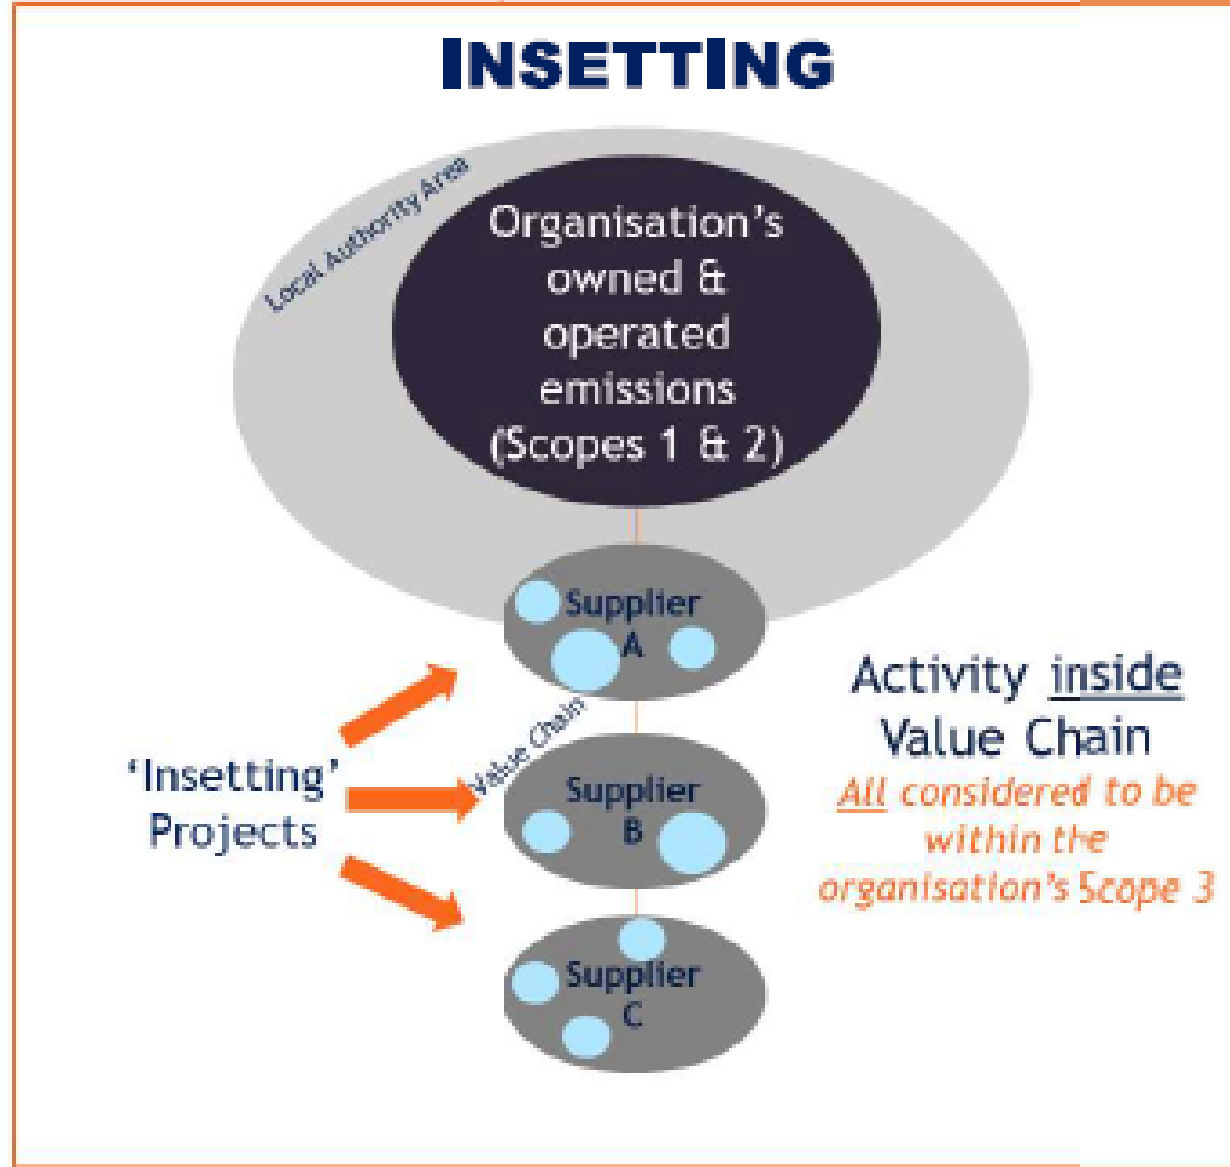 INSETTING
Local Authority Area
Organisation's
owned &
operated
emissions
(Scopes 1 & 2)
Supplier
A
Value Chain
Supplier
B
Supplier
C
'Insetting'
Projects
Activity inside
Value Chain
All considered to be
within the
organisation's Scope 3